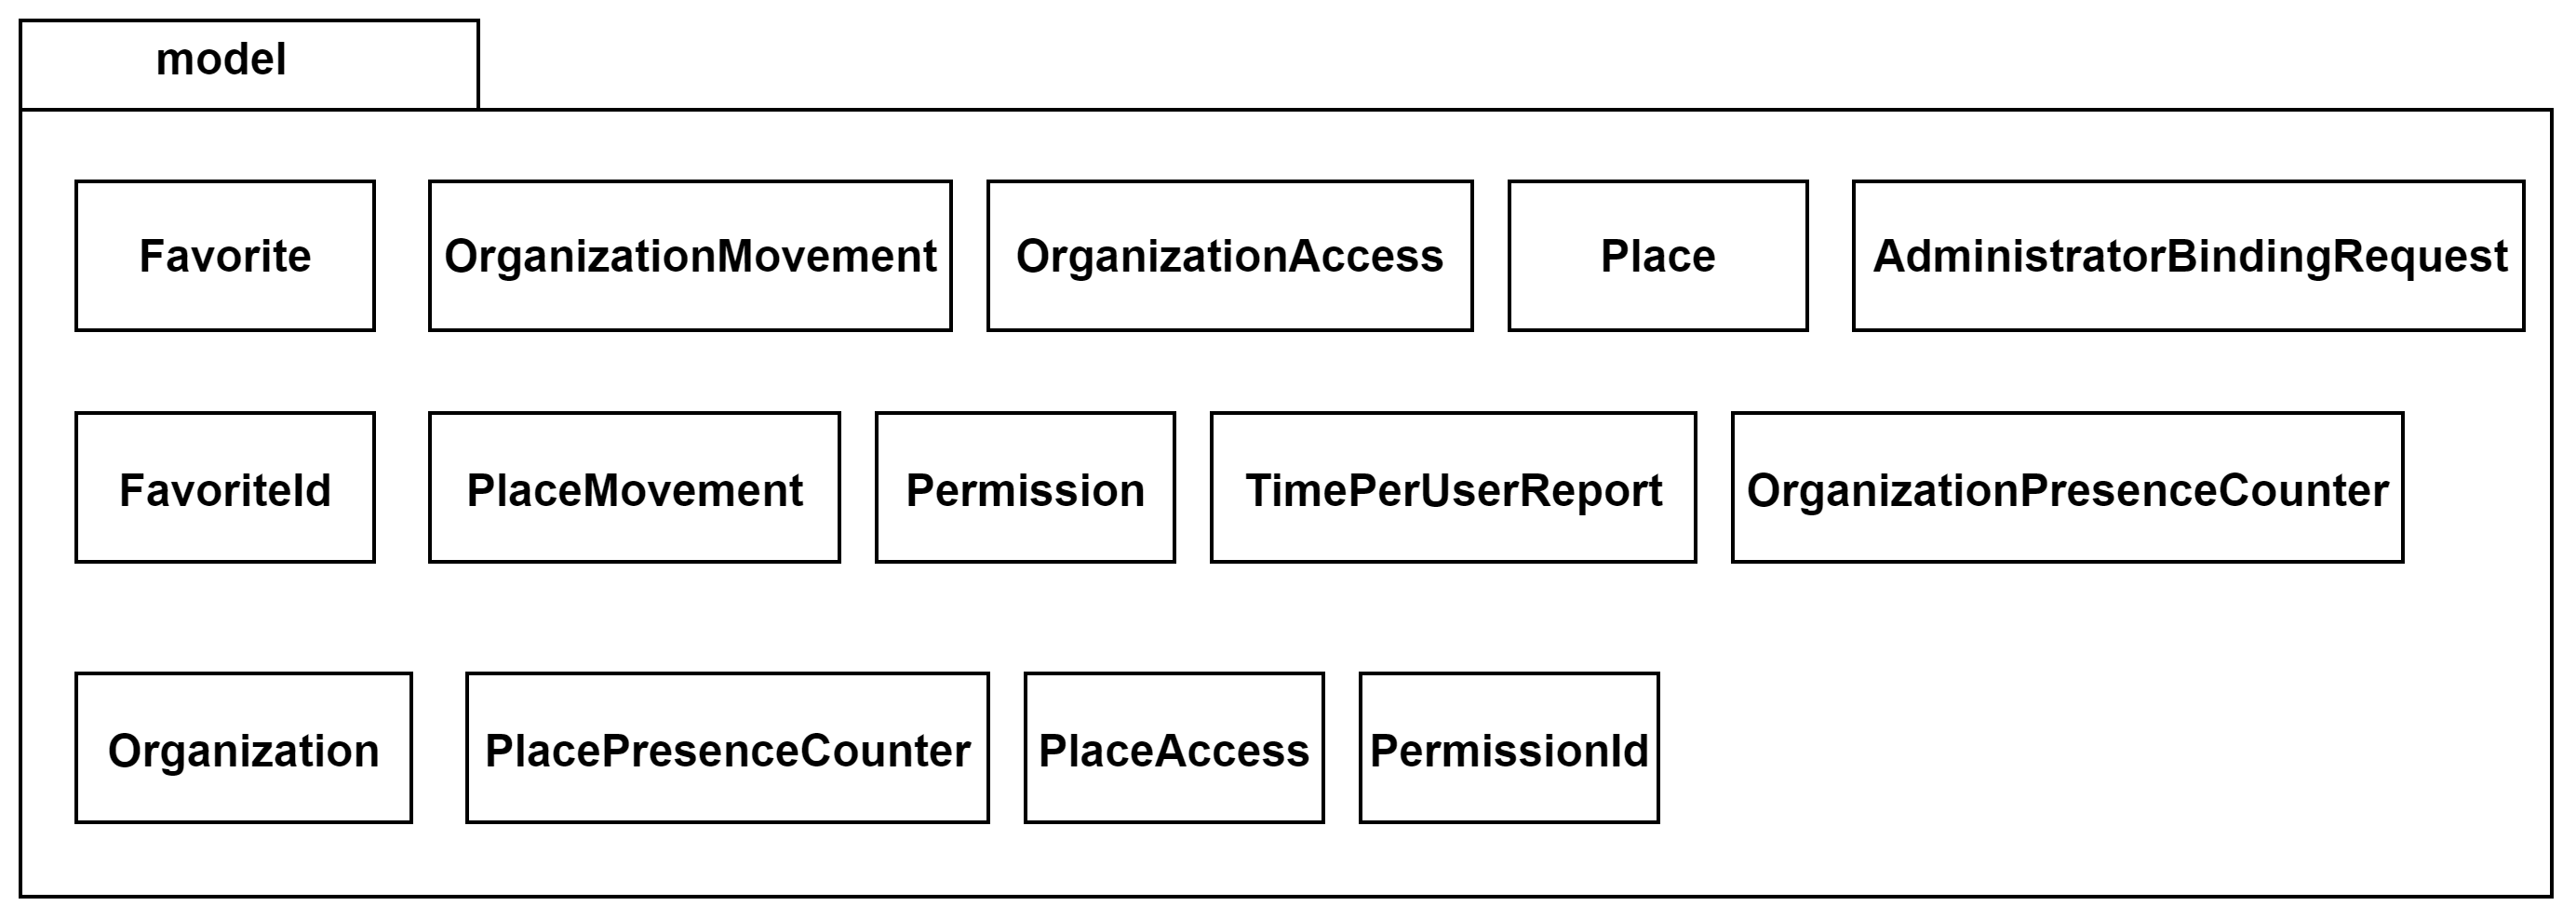 model
Favorite
OrganizationMovement
OrganizationAccess
Place
AdministratorBindingRequest
FavoriteId
PlaceMovement
Permission
TimePerUserReport
OrganizationPresenceCounter
Organization
PlacePresenceCounter
PlaceAccess
PermissionId